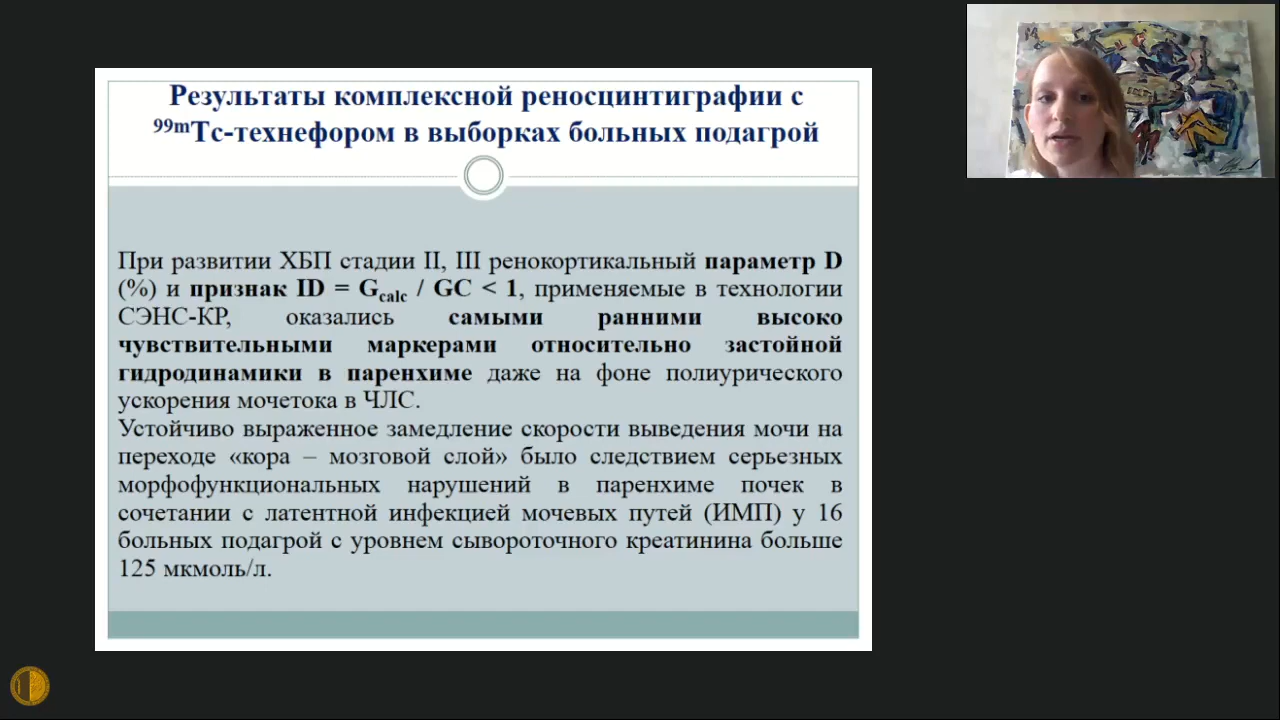 Результаты комплексной реносцинтиграфии с
99mТс-технефором в выборках больных подагрой
При развитии ХБП стадии II, III ренокортикальный параметр D
(%) и признак ID = Gcalc / GC < 1, применяемые в технологии
СЭНС-КР, оказались самыми ранними высоко
чувствительными маркерами относительно застойной
гидродинамики в паренхиме даже на фоне полиурического
ускорения мочетока в ЧЛС.
Устойчиво выраженное замедление скорости выведения мочи на
переходе «кора – мозговой слой» было следствием серьезных
морфофункциональных нарушений в паренхиме почек в
сочетании с латентной инфекцией мочевых путей (ИМП) у 16
больных подагрой с уровнем сывороточного креатинина больше
125 мкмоль/л.